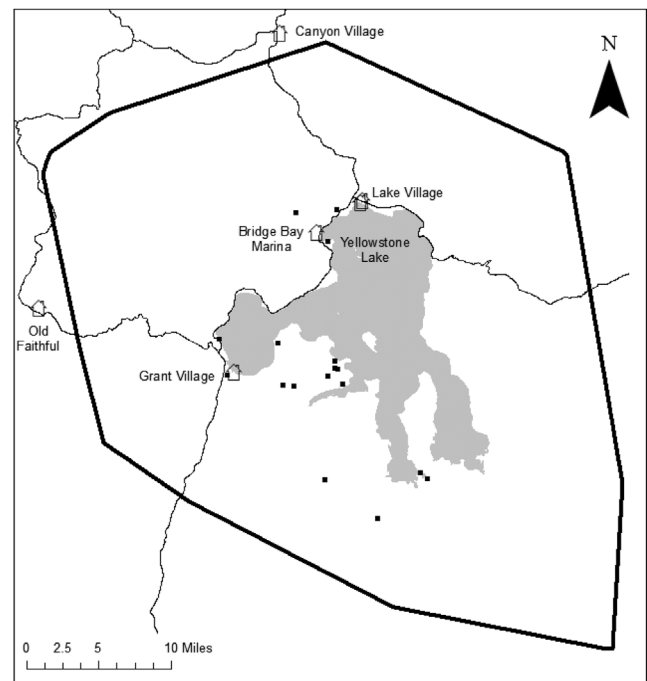 Canyon Village
N
Lake Village
Bridge Bay
Marina
Yellowstone
Lake
Old
Faithful
Grant Village
0 2.5 5 10 Miles